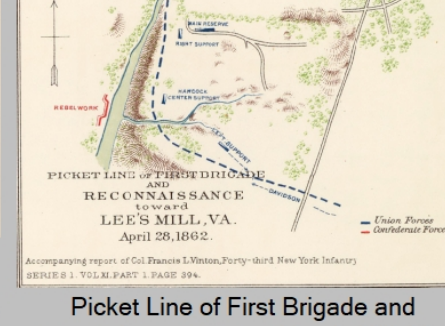 MAIN RESERVE
RIGHT SUPPORT
HANCOCK
CENTER SUPPORT
REBEL WORK
LEFT SUPPORT
DAVIDSON
PICKET LINE OF FIRST BRIGADE
AND
RECONNAISSANCE
toward
LEE'S MILL, VA.
April 28, 1862.
Union Forces
Confederate Force
Accompanying report of Col. Francis L. Vinton, Forty-third New York Infantry
SERIES 1. VOL. XI. PART 1. PAGE 394.
Picket Line of First Brigade and